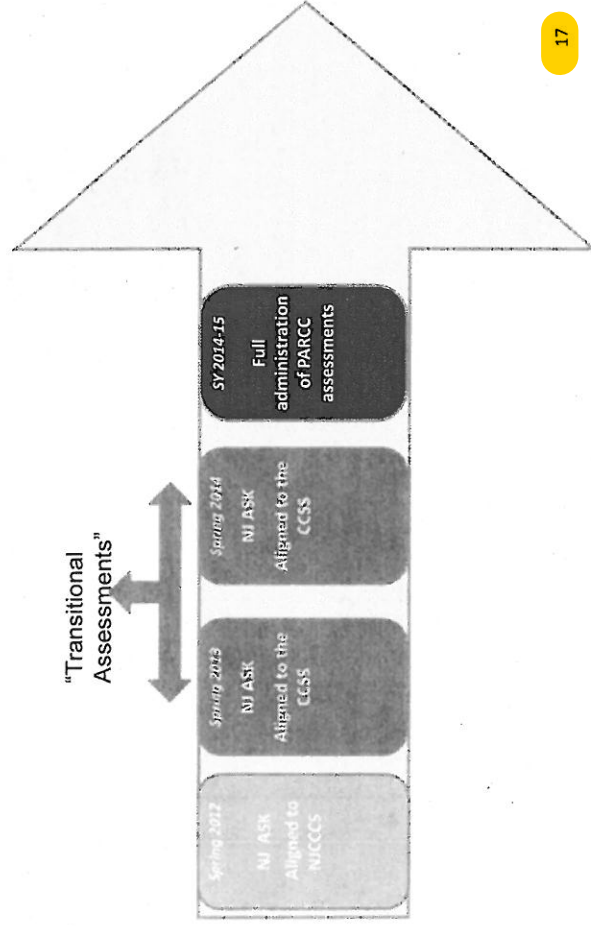 "Transitional
Assessments"
Spring 2012
NJ ASK
Aligned to
NJCCCS
Spring 2013
NJ ASK
Aligned to the
CCSS
Spring 2014
NJ ASK
Aligned to the
CCSS
SY 2014-15
Full
administration
of PARCC
assessments
17